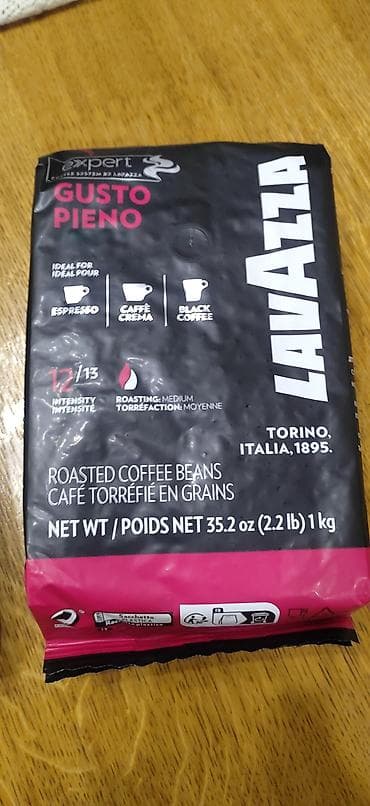 expert
COFFEE SYSTEM BY LAVAZZA
GUSTO
PIENO
LAVAZZA
IDEAL FOR
IDÉAL POUR
ESPRESSO
CAFFÈ
CREMA
BLACK
COFFEE
12/13
INTENSITY
INTENSITÉ
ROASTING: MEDIUM
TORRÉFACTION: MOYENNE
TORINO,
ITALIA, 1895.
ROASTED COFFEE BEANS
CAFÉ TORRÉFIÉ EN GRAINS
NET WT / POIDS NET 35.2 oz (2.2 lb) 1 kg
Sacchetto